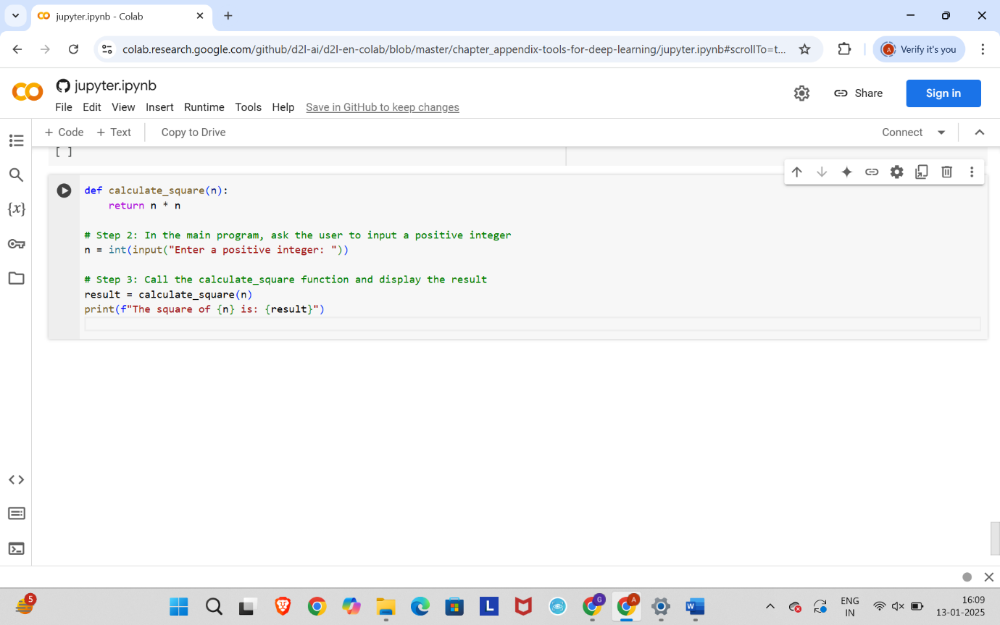 jupyter.ipynb - Colab
colab.research.google.com/github/d2l-ai/d2l-en-colab/blob/master/chapter_appendix-tools-for-deep-learning/jupyter.ipynb#scrollTo=t...
A
Verify it's you
jupyter.ipynb
Share
Sign in
File Edit View Insert Runtime Tools Help Save in GitHub to keep changes
+ Code + Text Copy to Drive
Connect
[ ]
{x}
def calculate_square(n):
    return n * n
# Step 2: In the main program, ask the user to input a positive integer
n = int(input("Enter a positive integer: "))
# Step 3: Call the calculate_square function and display the result
result = calculate_square(n)
print(f"The square of {n} is: {result}")
5
L
G
A
W
ENG
IN
16:09
13-01-2025